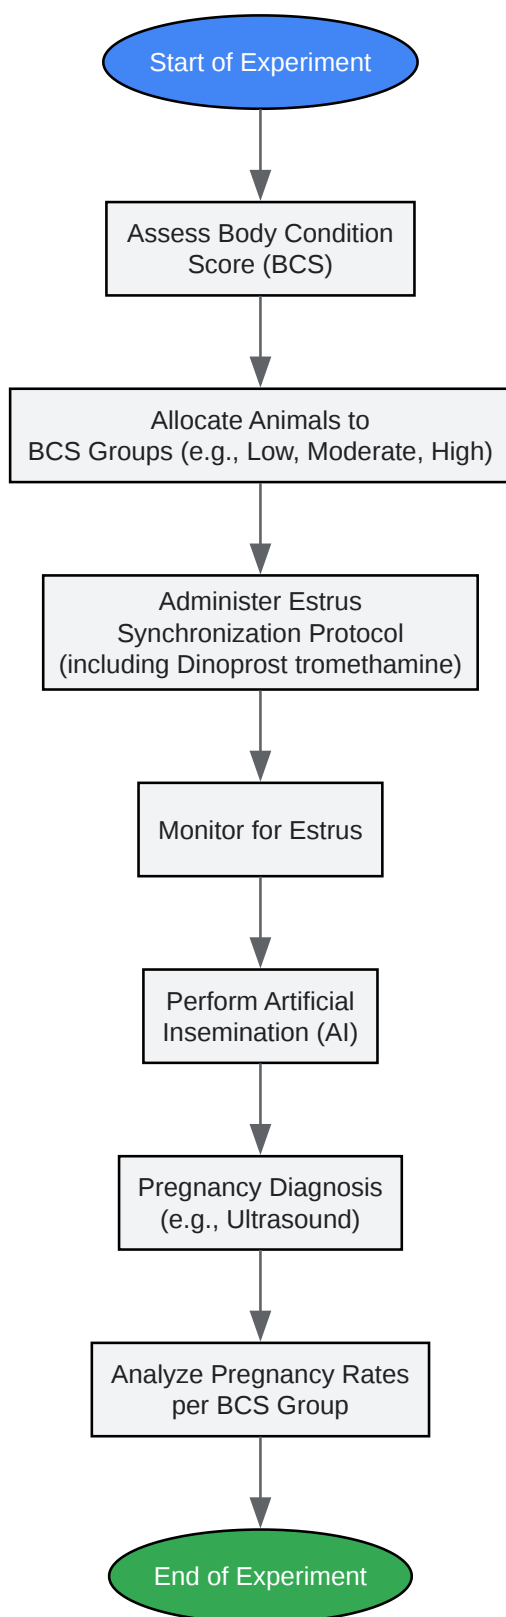 Start of Experiment
Assess Body Condition
Score (BCS)
Allocate Animals to
BCS Groups (e.g., Low, Moderate, High)
Administer Estrus
Synchronization Protocol
(including Dinoprost tromethamine)
Monitor for Estrus
Perform Artificial
Insemination (AI)
Pregnancy Diagnosis
(e.g., Ultrasound)
Analyze Pregnancy Rates
per BCS Group
End of Experiment